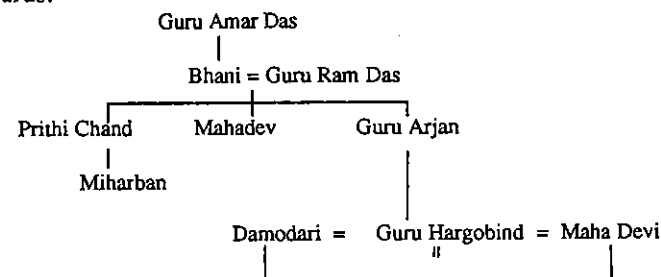 Guru Amar Das
Bhani = Guru Ram Das
Prithi Chand Mahadev Guru Arjan
Miharban
Damodari = Guru Hargobind = Maha Devi
"